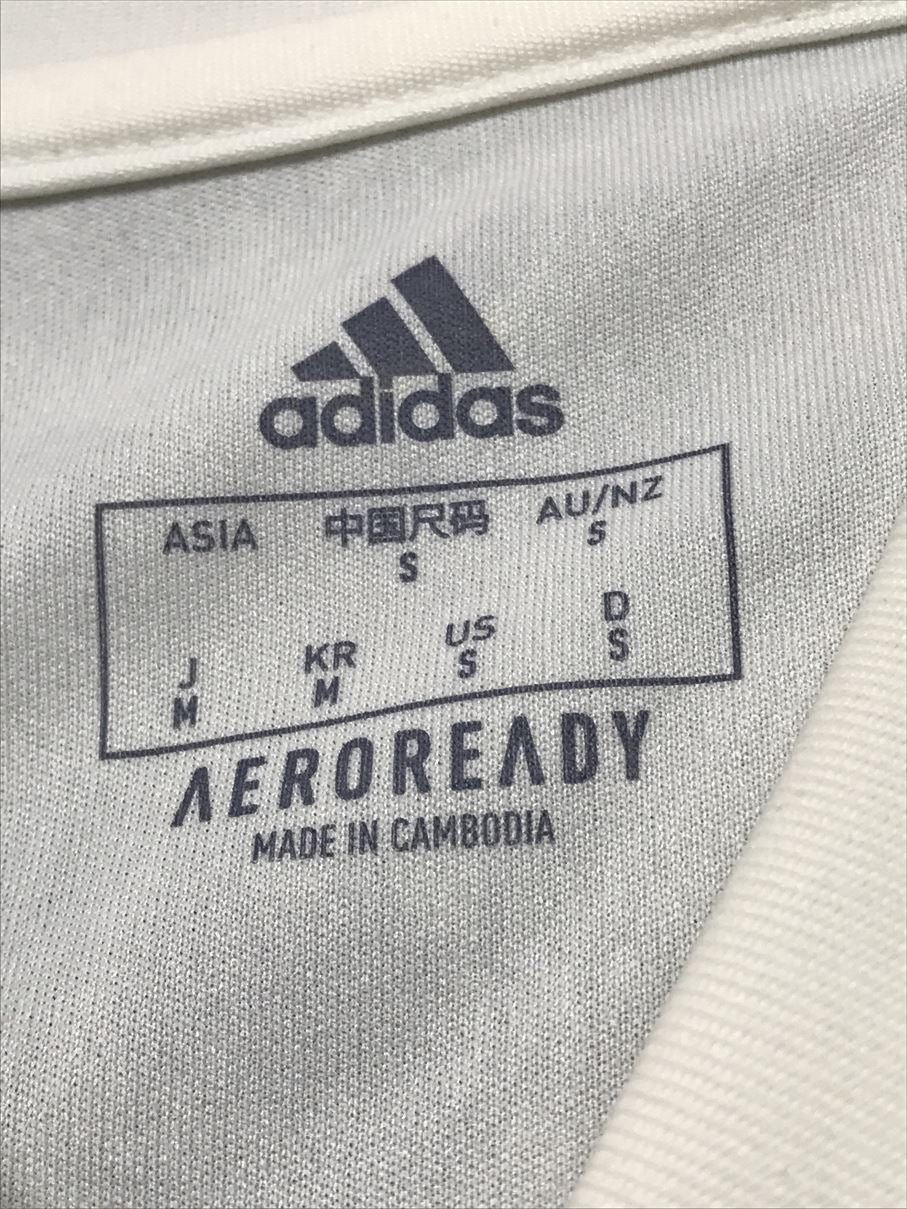 adidas
ASIA 中国尺码 AU/NZ
S S
J KR US D
M M S S
AEROREADY
MADE IN CAMBODIA